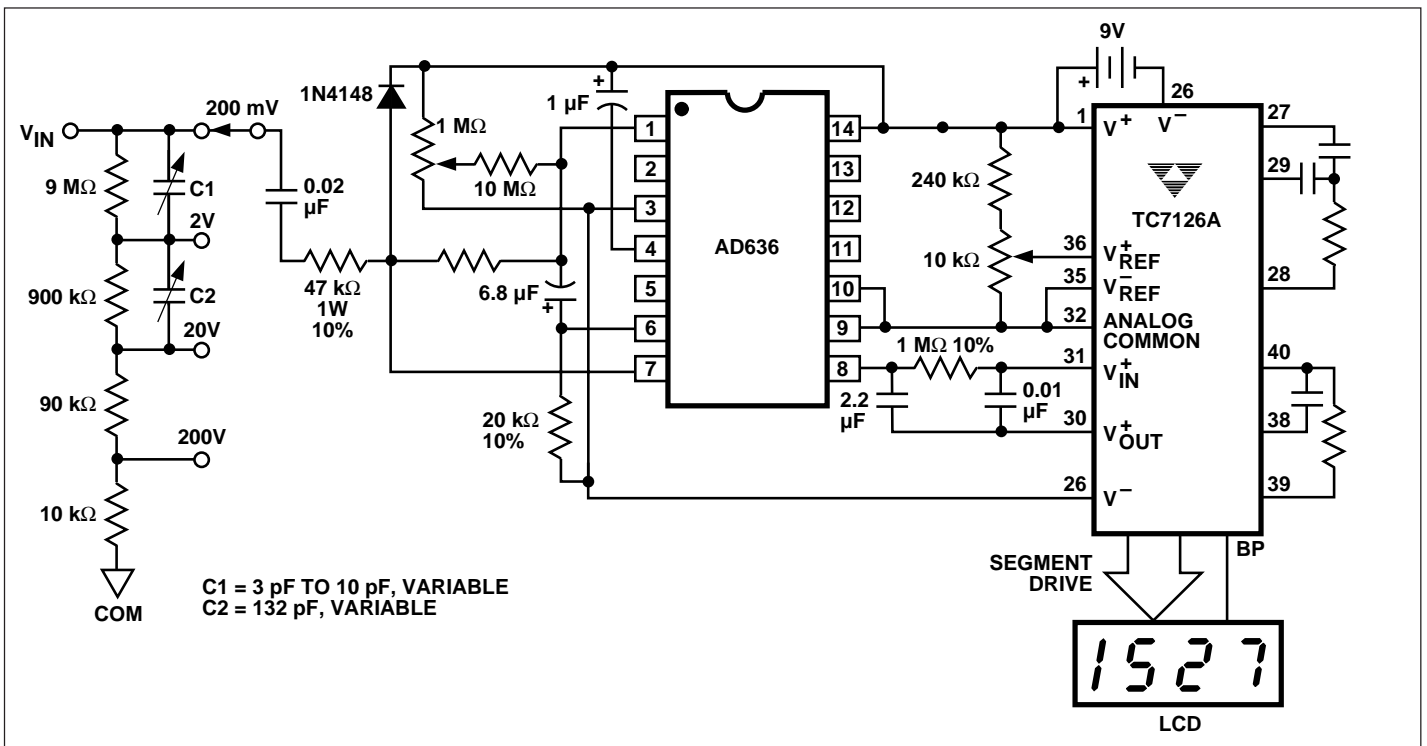 9V
+
26
1N4148
200 mV
1 µF
+
VIN
9 MΩ
C1
2V
900 kΩ
C2
20V
90 kΩ
200V
10 kΩ
COM
0.02
µF
47 kΩ
1W
10%
1 MΩ
10 MΩ
6.8 µF
+
20 kΩ
10%
1
2
3
4
5
6
7
AD636
14
13
12
11
10
9
8
240 kΩ
10 kΩ
1 MΩ 10%
2.2
µF
0.01
µF
1
V+
V−
36
V+REF
35
V−REF
32
ANALOG
COMMON
31
V+IN
30
V+OUT
26
V−
TC7126A
27
29
28
40
38
39
BP
SEGMENT
DRIVE
1527
LCD
C1 = 3 pF TO 10 pF, VARIABLE
C2 = 132 pF, VARIABLE